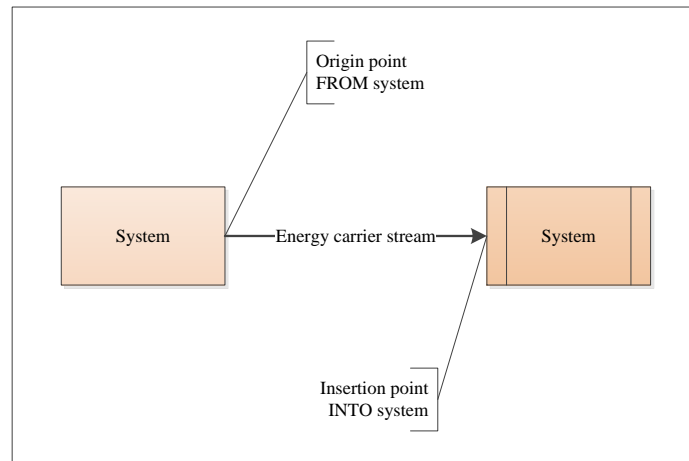 Origin point
FROM system
System
Energy carrier stream
System
Insertion point
INTO system